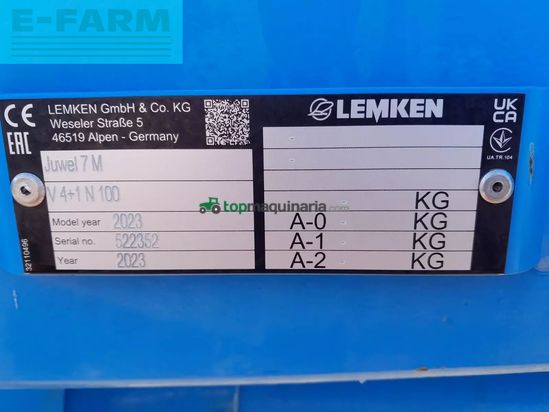 E-FARM
CE
EAC
LEMKEN GmbH & Co. KG
Weseler Straße 5
46519 Alpen - Germany
LEMKEN
UK
CA
UA.TR.104
Juwel 7 M
V 4+1 N 100
topmaquinaria.com
KG
Model year 2023
A-0 - KG
Serial no. 522352
A-1 - KG
Year 2023
A-2 - KG
32110496